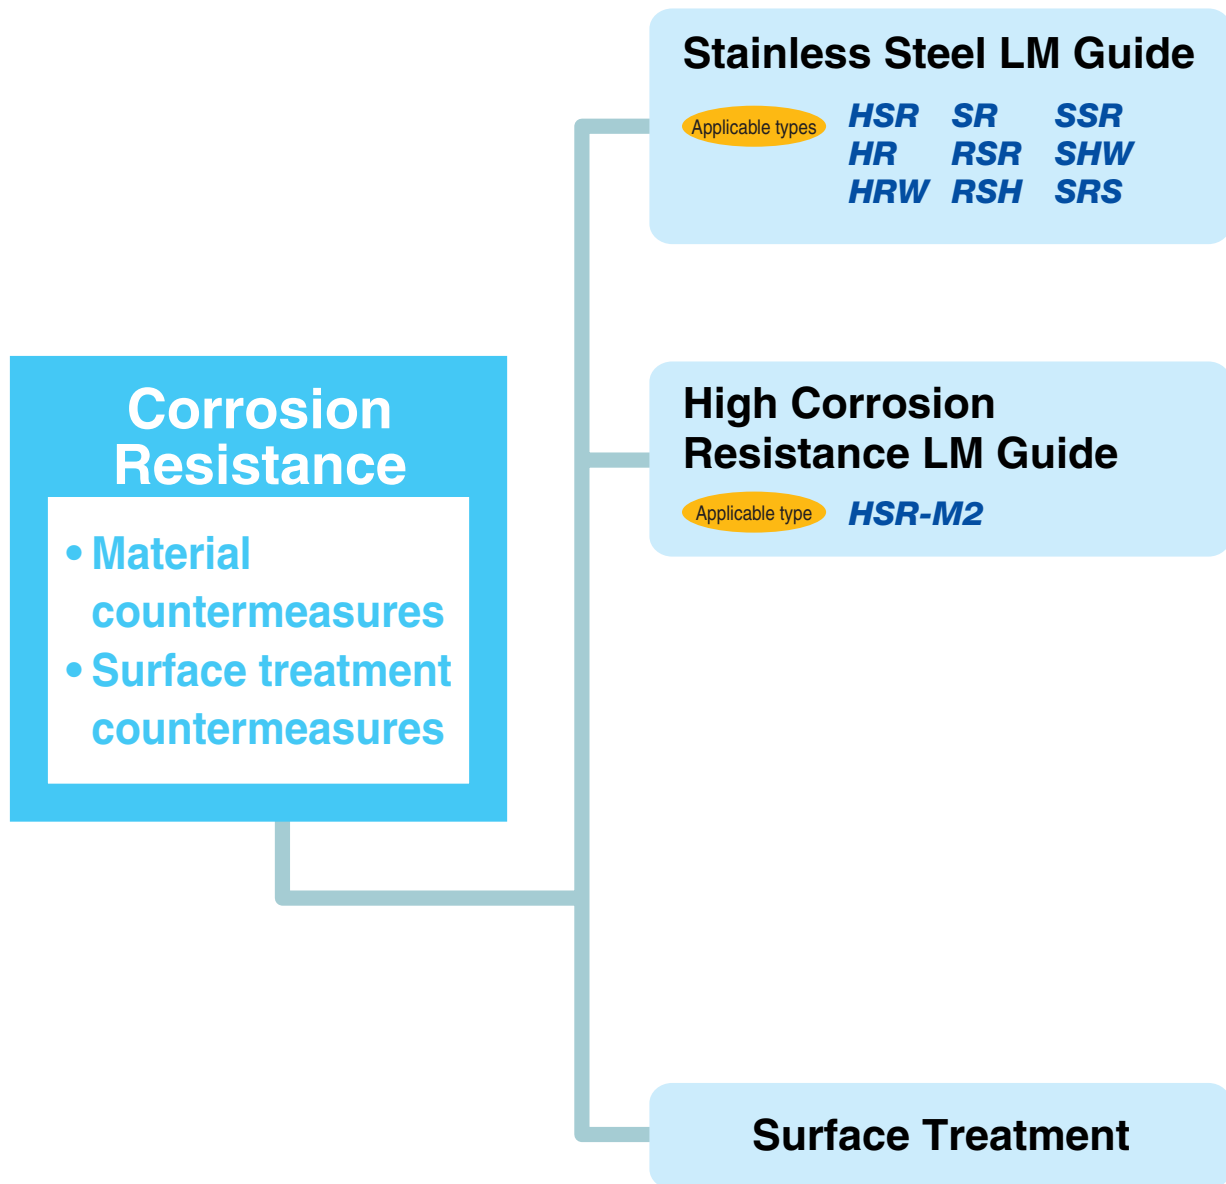 Corrosion
Resistance
• Material
countermeasures
• Surface treatment
countermeasures
Stainless Steel LM Guide
Applicable types
HSR SR SSR
HR RSR SHW
HRW RSH SRS
High Corrosion
Resistance LM Guide
Applicable type HSR-M2
Surface Treatment